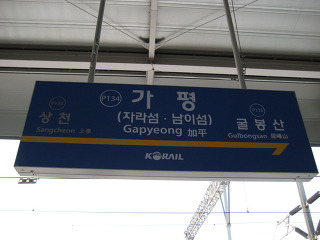 P134
가 평
(자라섬 · 남이섬)
Gapyeong 加平
P133
상 천
Sangcheon 上泉
굴봉산
Gulbongsan 屈峰山
KORAIL